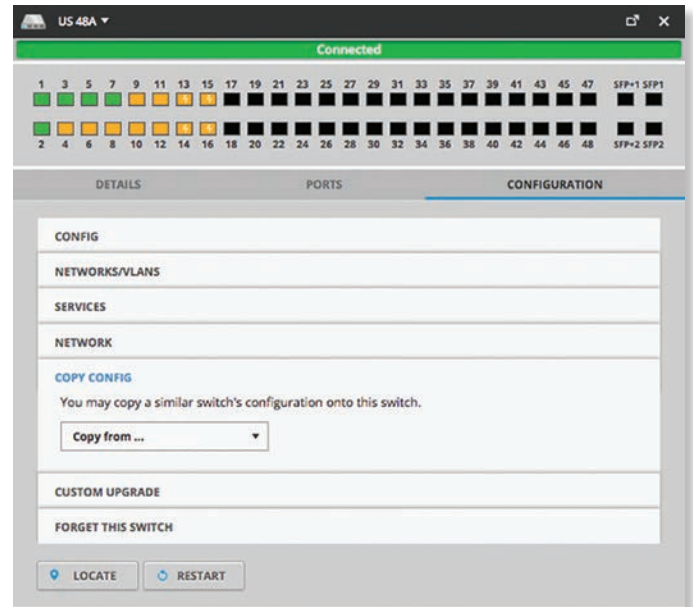 US 48A
Connected
1 3 5 7 9 11 13 15 17 19 21 23 25 27 29 31 33 35 37 39 41 43 45 47 SFP+1 SFP1
2 4 6 8 10 12 14 16 18 20 22 24 26 28 30 32 34 36 38 40 42 44 46 48 SFP+2 SFP2
DETAILS PORTS CONFIGURATION
CONFIG
NETWORKS/VLANS
SERVICES
NETWORK
COPY CONFIG
You may copy a similar switch's configuration onto this switch.
Copy from ...
CUSTOM UPGRADE
FORGET THIS SWITCH
LOCATE RESTART